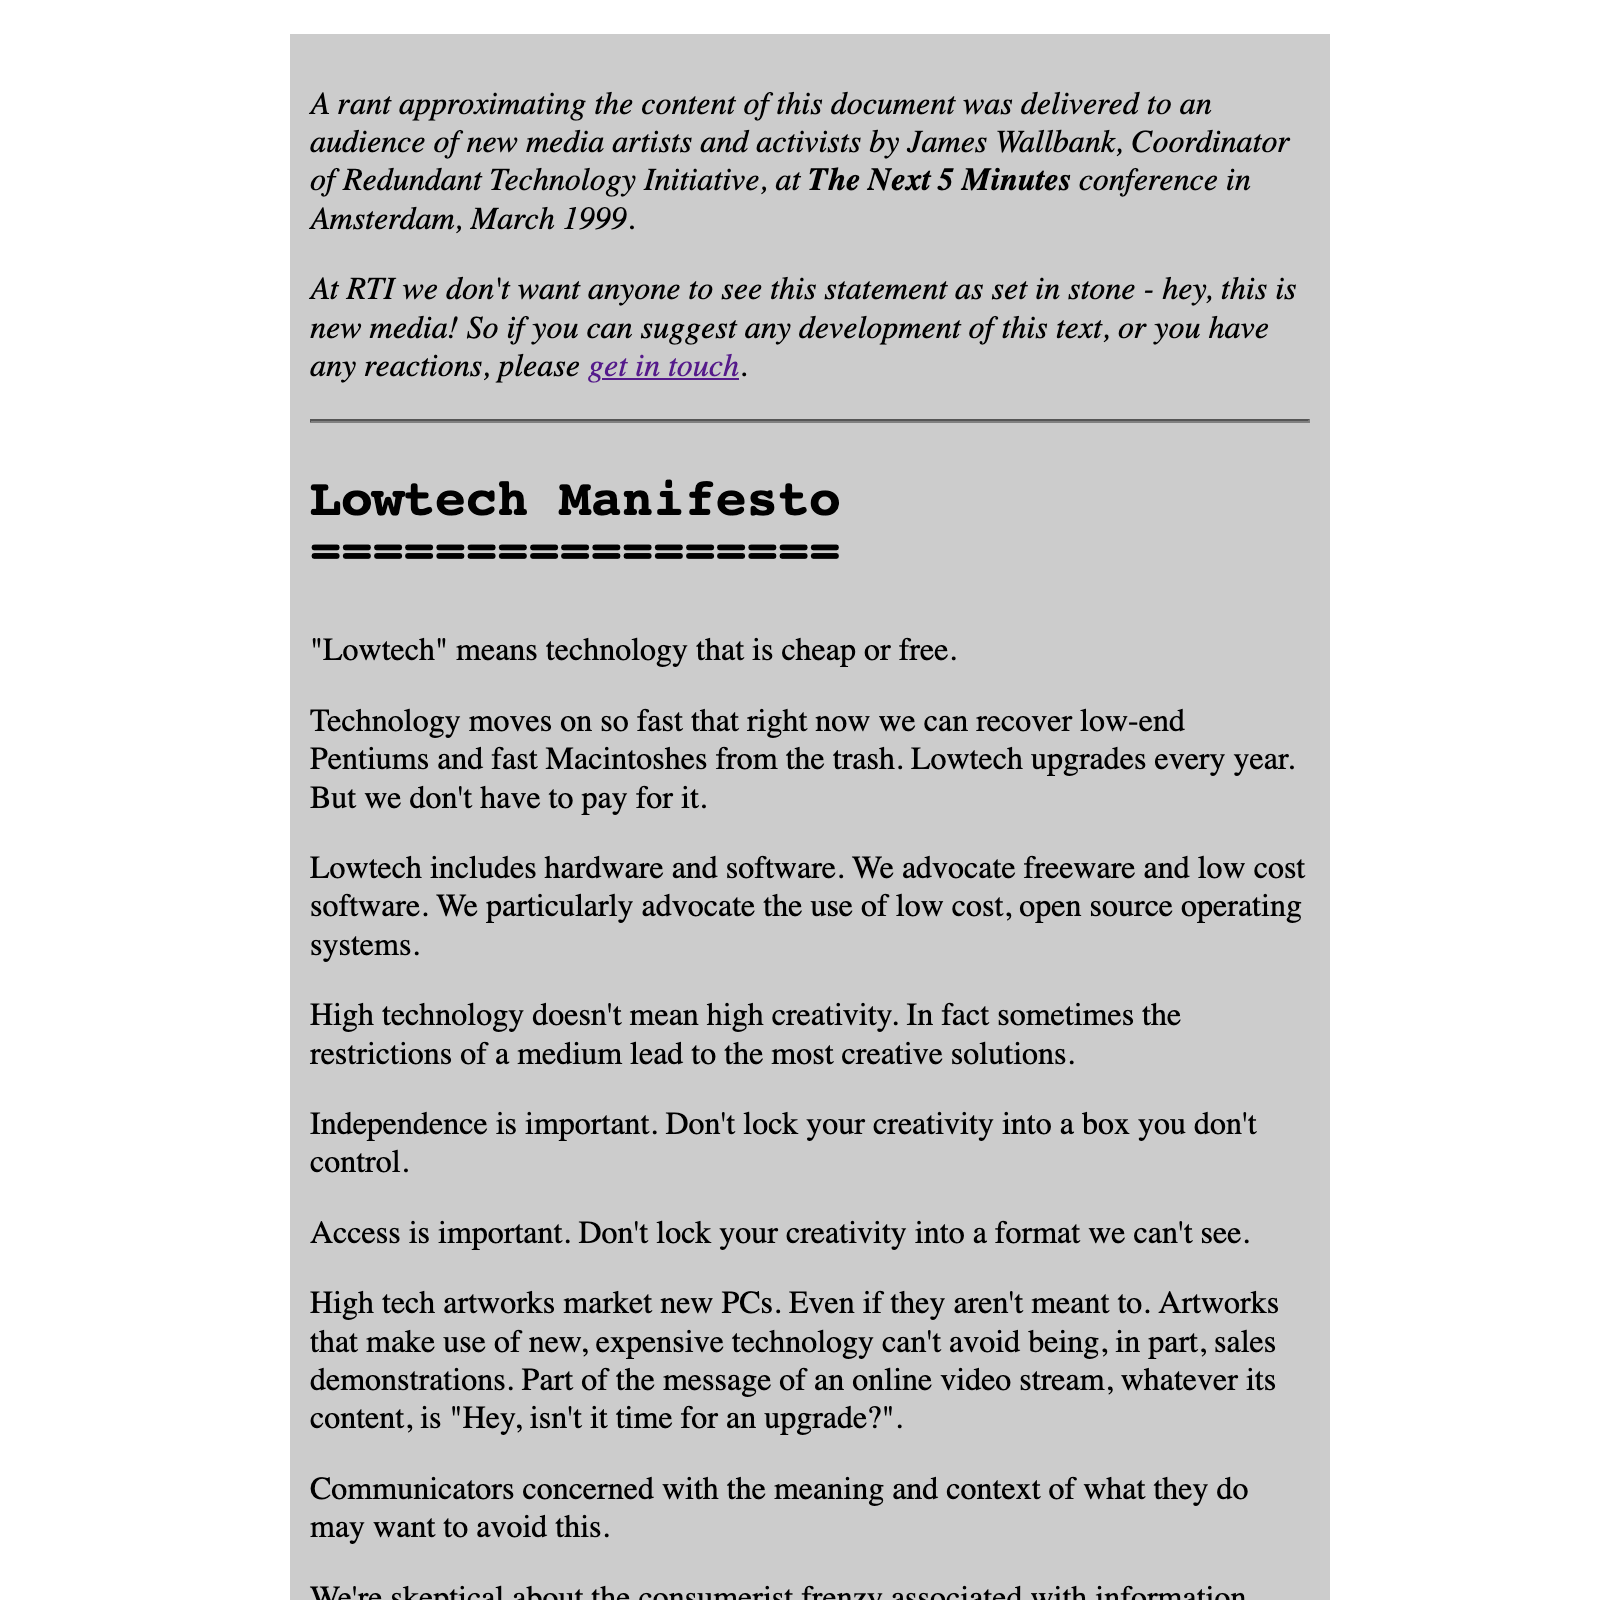 A rant approximating the content of this document was delivered to an
audience of new media artists and activists by James Wallbank, Coordinator
of Redundant Technology Initiative, at The Next 5 Minutes conference in
Amsterdam, March 1999.
At RTI we don't want anyone to see this statement as set in stone - hey, this is
new media! So if you can suggest any development of this text, or you have
any reactions, please get in touch.
Lowtech Manifesto
=================
"Lowtech" means technology that is cheap or free.
Technology moves on so fast that right now we can recover low-end
Pentiums and fast Macintoshes from the trash. Lowtech upgrades every year.
But we don't have to pay for it.
Lowtech includes hardware and software. We advocate freeware and low cost
software. We particularly advocate the use of low cost, open source operating
systems.
High technology doesn't mean high creativity. In fact sometimes the
restrictions of a medium lead to the most creative solutions.
Independence is important. Don't lock your creativity into a box you don't
control.
Access is important. Don't lock your creativity into a format we can't see.
High tech artworks market new PCs. Even if they aren't meant to. Artworks
that make use of new, expensive technology can't avoid being, in part, sales
demonstrations. Part of the message of an online video stream, whatever its
content, is "Hey, isn't it time for an upgrade?".
Communicators concerned with the meaning and context of what they do
may want to avoid this.
We're skeptical about the consumerist frenzy associated with information